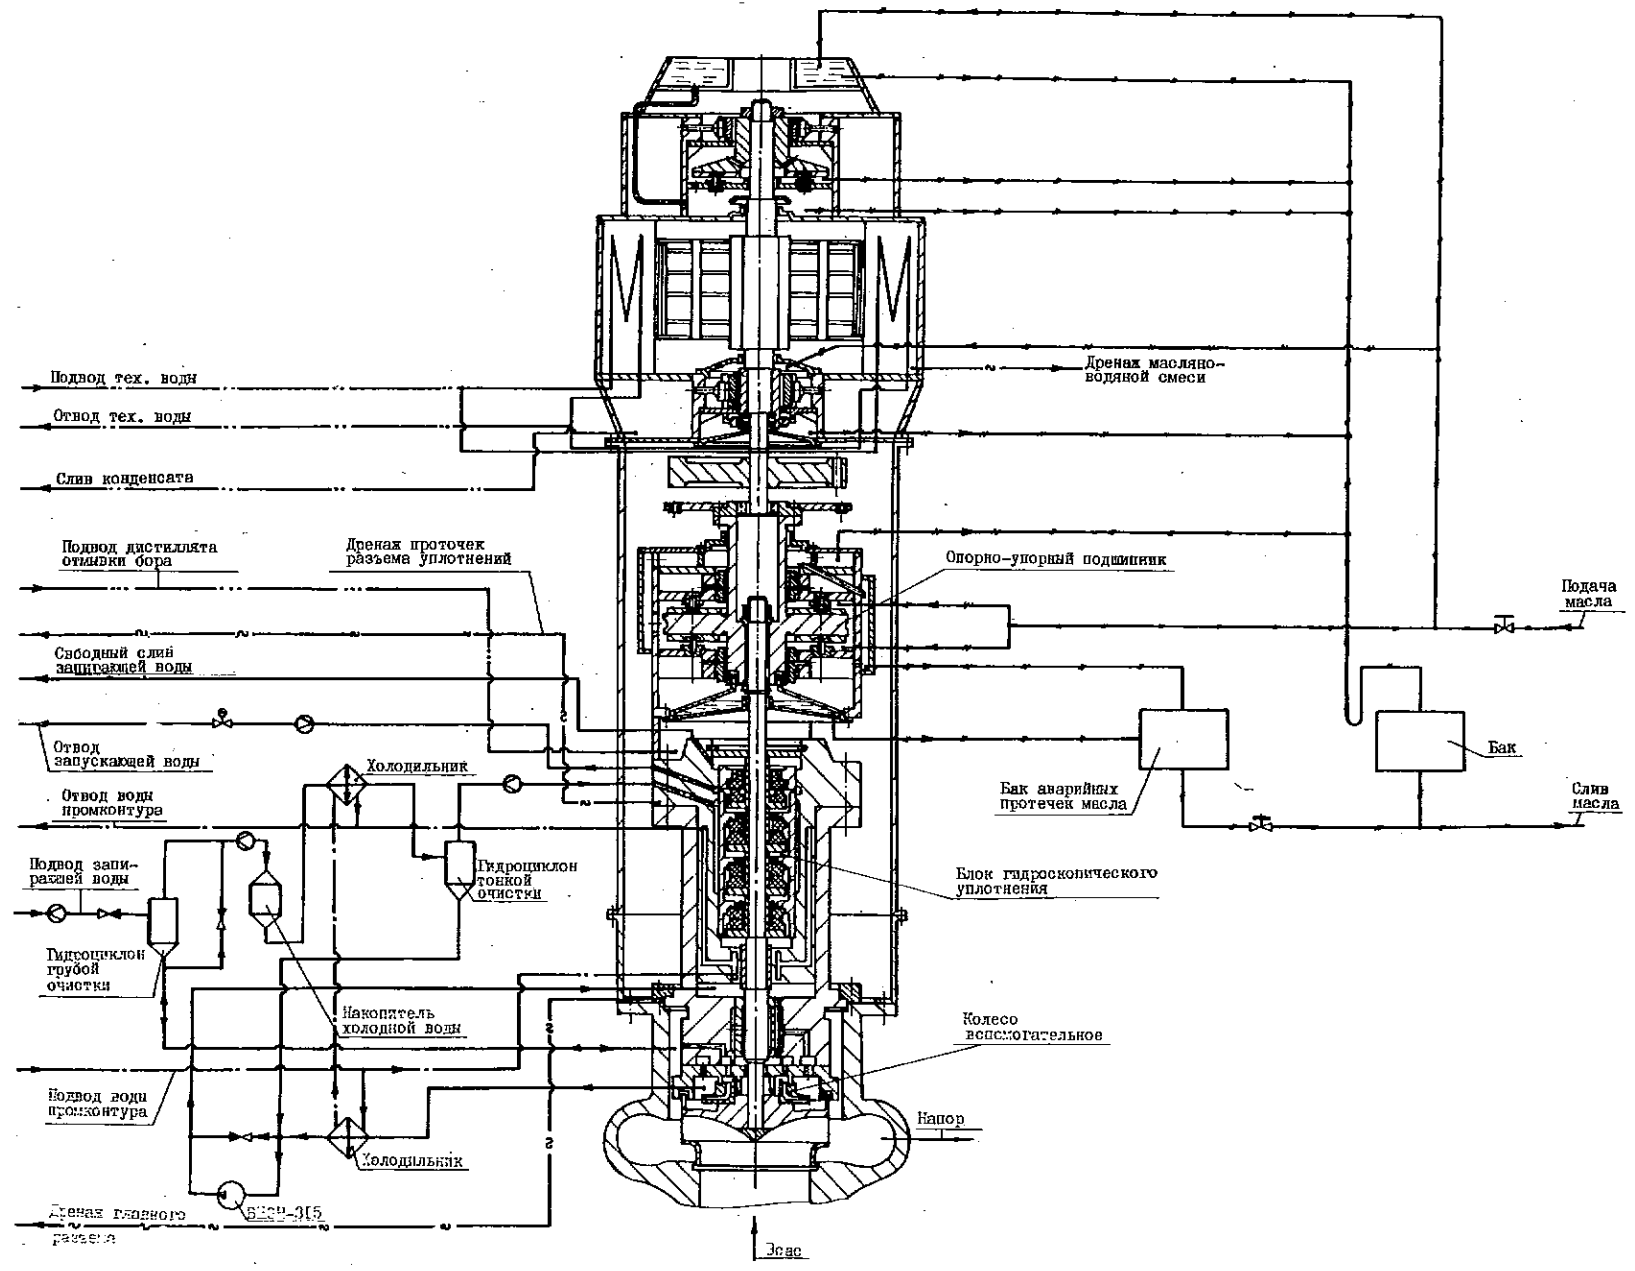 Подвод тех. воды
Отвод тех. воды
Слив конденсата
Подвод дистиллята
отмывки бора
Дренаж проточек
разъема уплотнений
Свободный слив
запирающей воды
Отвод
запускающей воды
Холодильник
Отвод воды
промконтура
Подвод запи-
рающей воды
Гидроциклон
тонкой
очистки
Гидроциклон
грубой
очистки
Накопитель
холодной воды
Подвод воды
промконтура
Холодильник
Дренаж главного
разъема
Дренаж масляно-
водяной смеси
Опорно-упорный подшипник
Подача
масла
Бак
Бак аварийных
протечек масла
Слив
масла
Блок гидроскопического
уплотнения
Колесо
вспомогательное
Напор
Всас